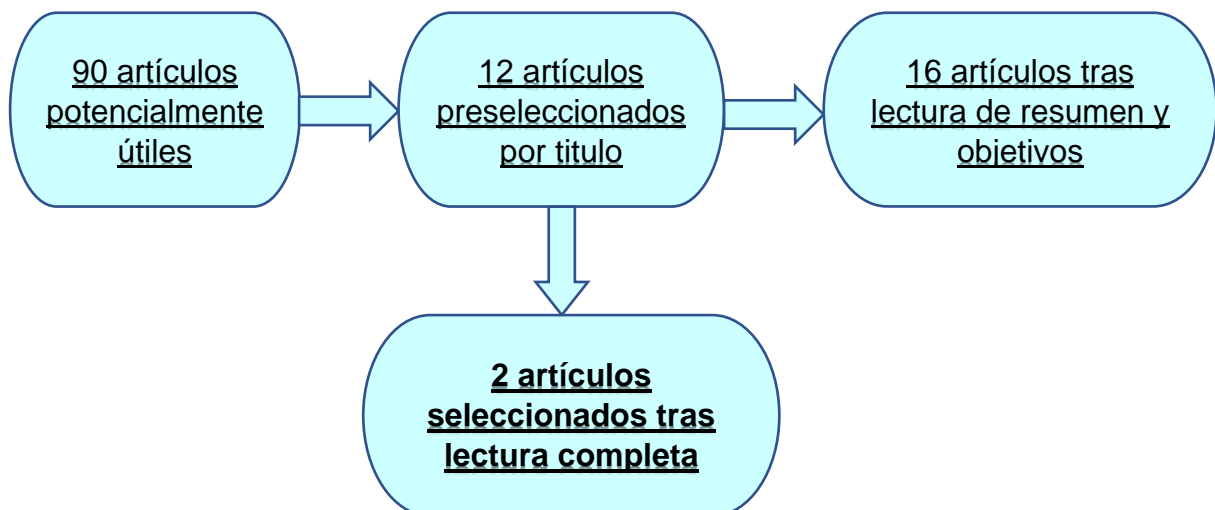 90 artículos
potencialmente
útiles
12 artículos
preseleccionados
por titulo
16 artículos tras
lectura de resumen y
objetivos
2 artículos
seleccionados tras
lectura completa